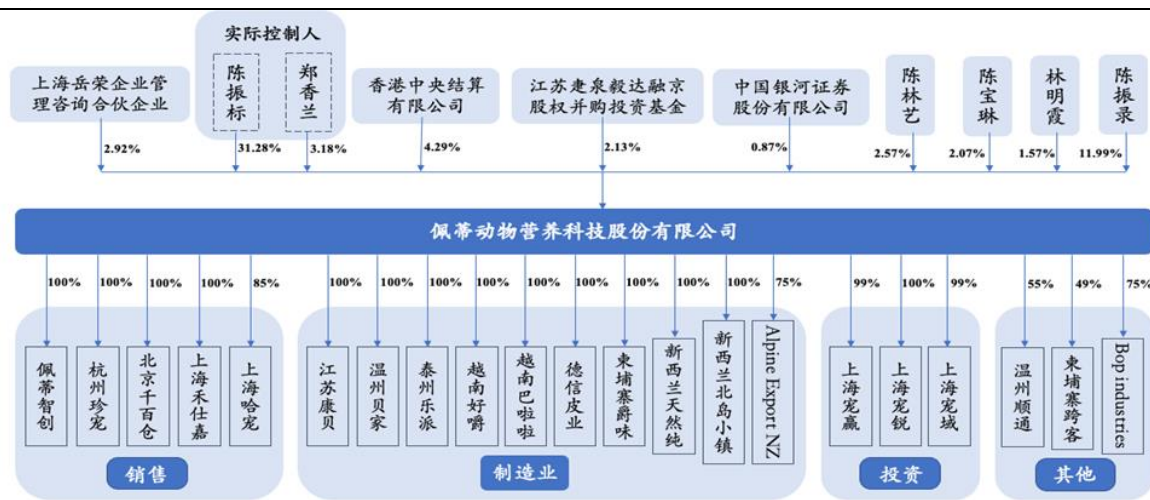 实际控制人
上海岳荣企业管
理咨询合伙企业
陈振标
郑香兰
香港中央结算
有限公司
江苏疌泉毅达融京
股权并购投资基金
中国银河证券
股份有限公司
陈林艺
陈宝琳
林明霞
陈振录
2.92%
31.28%
3.18%
4.29%
2.13%
0.87%
2.57%
2.07%
1.57%
11.99%
佩蒂动物营养科技股份有限公司
100%
100%
100%
100%
85%
100%
100%
100%
100%
100%
100%
100%
100%
100%
75%
99%
100%
99%
55%
49%
75%
佩蒂智创
杭州珍宠
北京千百仓
上海禾仕嘉
上海哈宠
江苏康贝
温州贝家
泰州乐派
越南好嚼
越南巴啦啦
德信皮业
柬埔寨爵味
新西兰天然纯
新西兰北岛小镇
Alpine Export NZ
上海宠赢
上海宠锐
上海宠域
温州顺通
柬埔寨跨客
Bop industries
销售
制造业
投资
其他